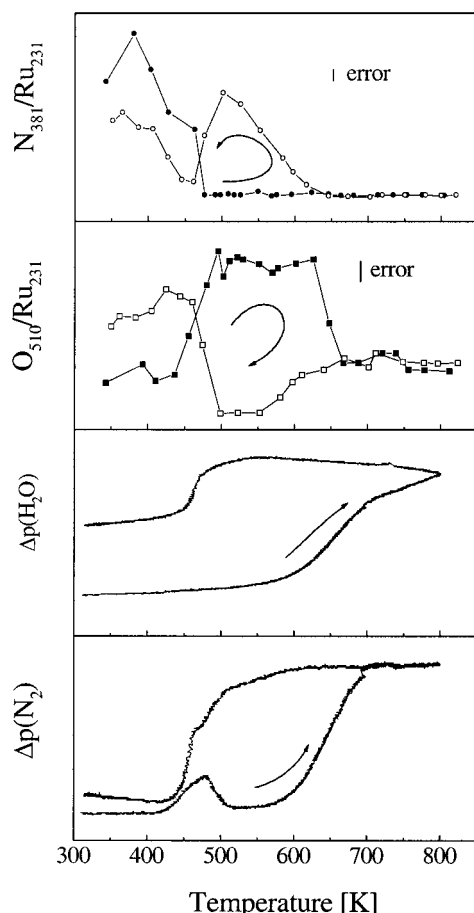 N₃₈₁/Ru₂₃₁
error
O₅₁₀/Ru₂₃₁
error
Δp(H₂O)
Δp(N₂)
300 400 500 600 700 800
Temperature [K]